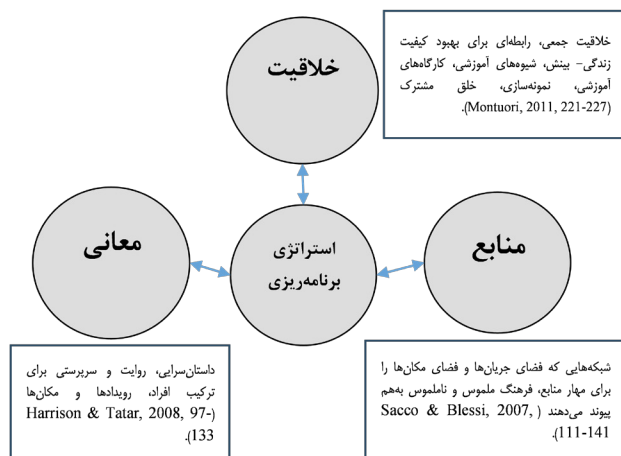 خلاقیت
خلاقیت جمعی، رابطه‌ای برای بهبود کیفیت
زندگی– بینش، شیوه‌های آموزشی، کارگاه‌های
آموزشی، نمونه‌سازی، خلق مشترک
(Montuori, 2011, 221-227).
منابع
استراتژی
برنامه‌ریزی
معانی
شبکه‌هایی که فضای جریان‌ها و فضای مکان‌ها را
برای مهار منابع، فرهنگ ملموس و ناملموس به‌هم
پیوند می‌دهند (Sacco & Blessi, 2007,
111-141).
داستان‌سرایی، روایت و سرپرستی برای
ترکیب افراد، رویدادها و مکان‌ها
(Harrison & Tatar, 2008, 97-
133).